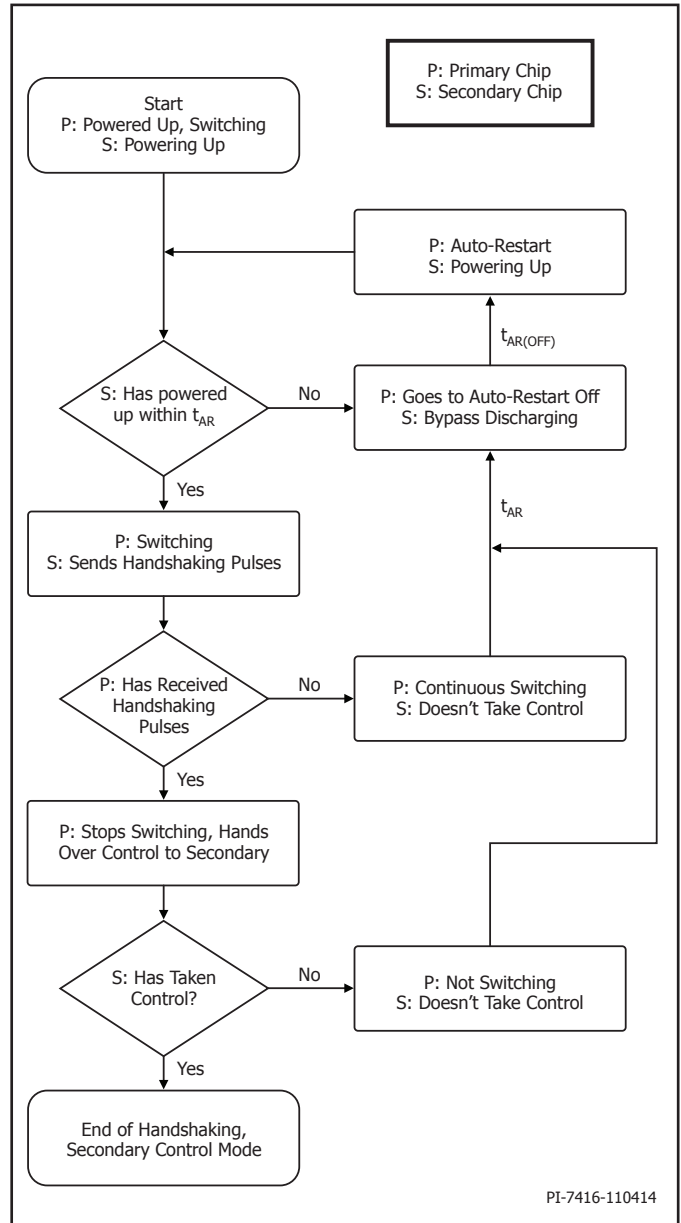 P: Primary Chip
S: Secondary Chip
Start
P: Powered Up, Switching
S: Powering Up
P: Auto-Restart
S: Powering Up
tAR(OFF)
S: Has powered
up within tAR
No
P: Goes to Auto-Restart Off
S: Bypass Discharging
Yes
tAR
P: Switching
S: Sends Handshaking Pulses
P: Has Received
Handshaking
Pulses
No
P: Continuous Switching
S: Doesn't Take Control
Yes
P: Stops Switching, Hands
Over Control to Secondary
S: Has Taken
Control?
No
P: Not Switching
S: Doesn't Take Control
Yes
End of Handshaking,
Secondary Control Mode
PI-7416-110414